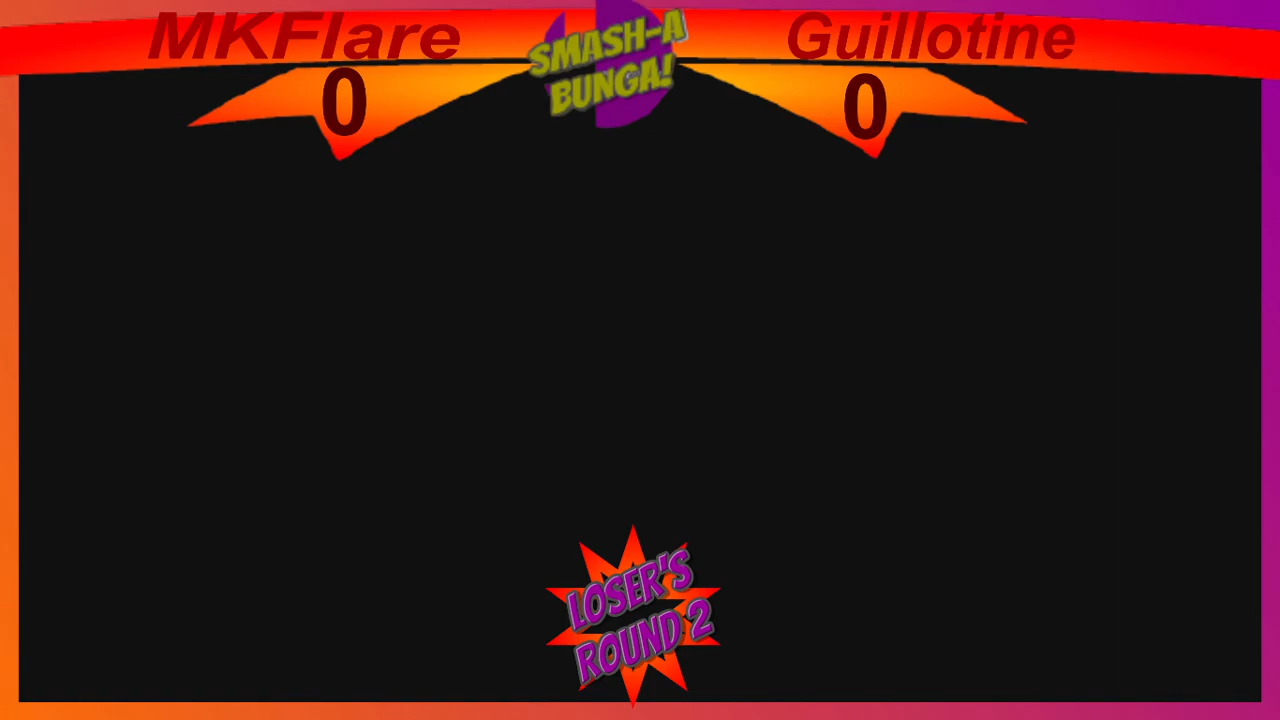 MKFlare
SMASH-A
BUNGA!
Guillotine
0
0
LOSER'S
ROUND 2